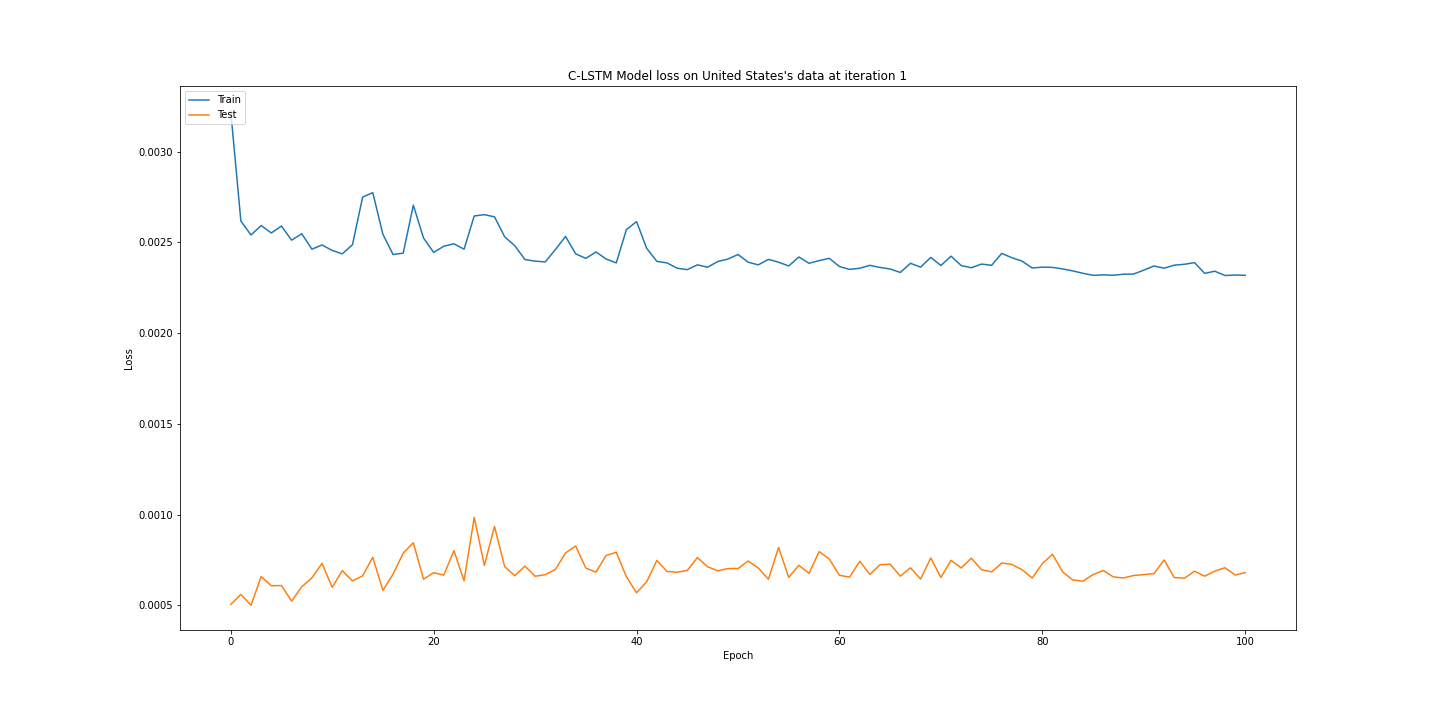 C-LSTM Model loss on United States's data at iteration 1
Train
Test
0.0030
0.0025
0.0020
0.0015
0.0010
0.0005
Loss
0 20 40 60 80 100
Epoch